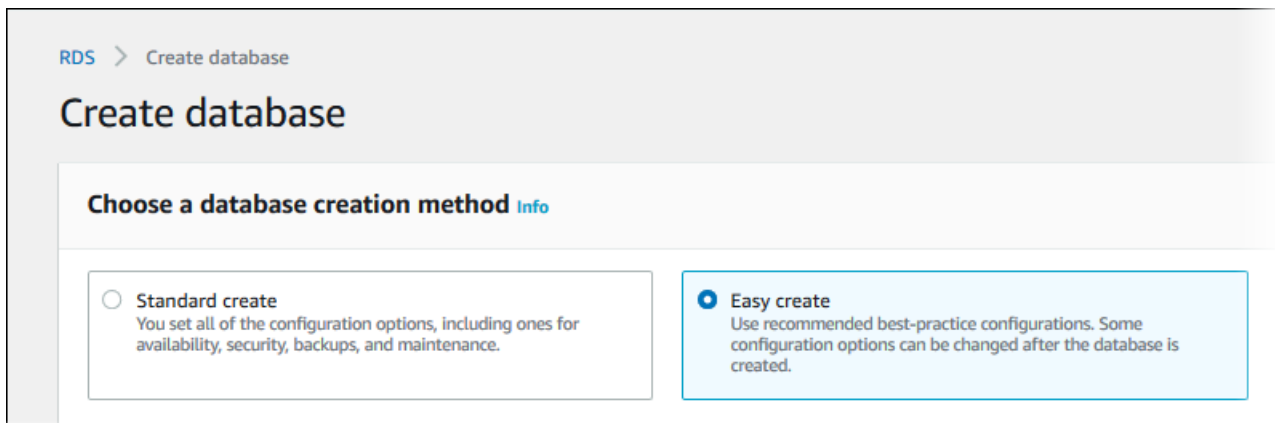 RDS > Create database
Create database
Choose a database creation method Info
Standard create
You set all of the configuration options, including ones for
availability, security, backups, and maintenance.
Easy create
Use recommended best-practice configurations. Some
configuration options can be changed after the database is
created.